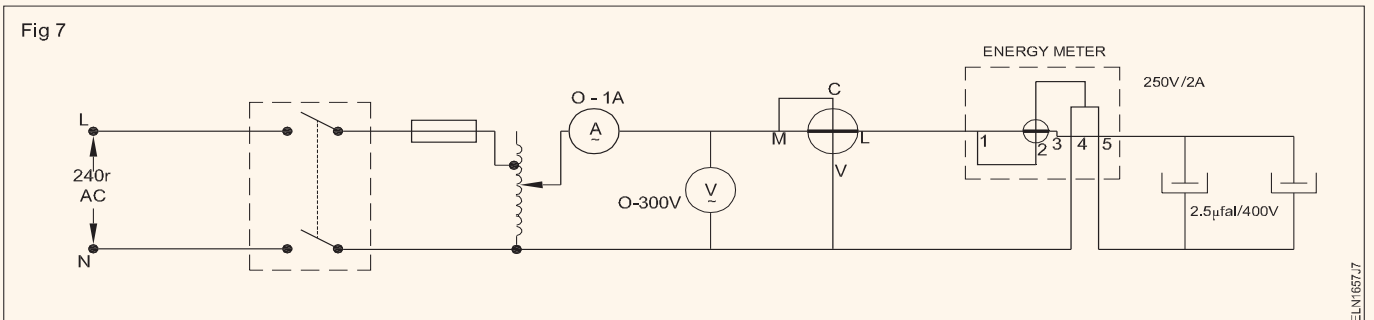 Fig 7
ENERGY METER
250V/2A
O - 1A
C
L
A
~
M
L
1
2
3
4
5
240r
AC
V
~
V
O-300V
2.5µfal/400V
N
ELN1657J7